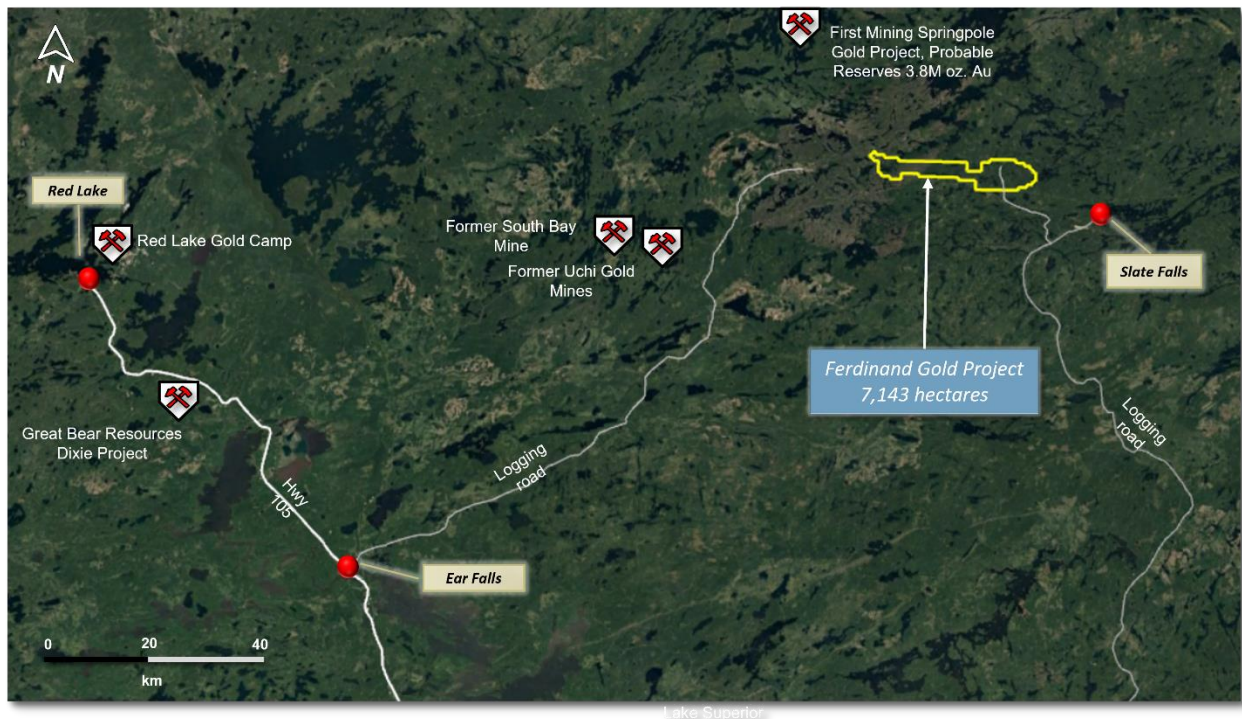 N
First Mining Springpole
Gold Project, Probable
Reserves 3.8M oz. Au
Red Lake
Red Lake Gold Camp
Former South Bay
Mine
Former Uchi Gold
Mines
Slate Falls
Ferdinand Gold Project
7,143 hectares
Great Bear Resources
Dixie Project
Logging
road
Logging
road
Hwy
105
Ear Falls
0 20 40
km
Lake Superior